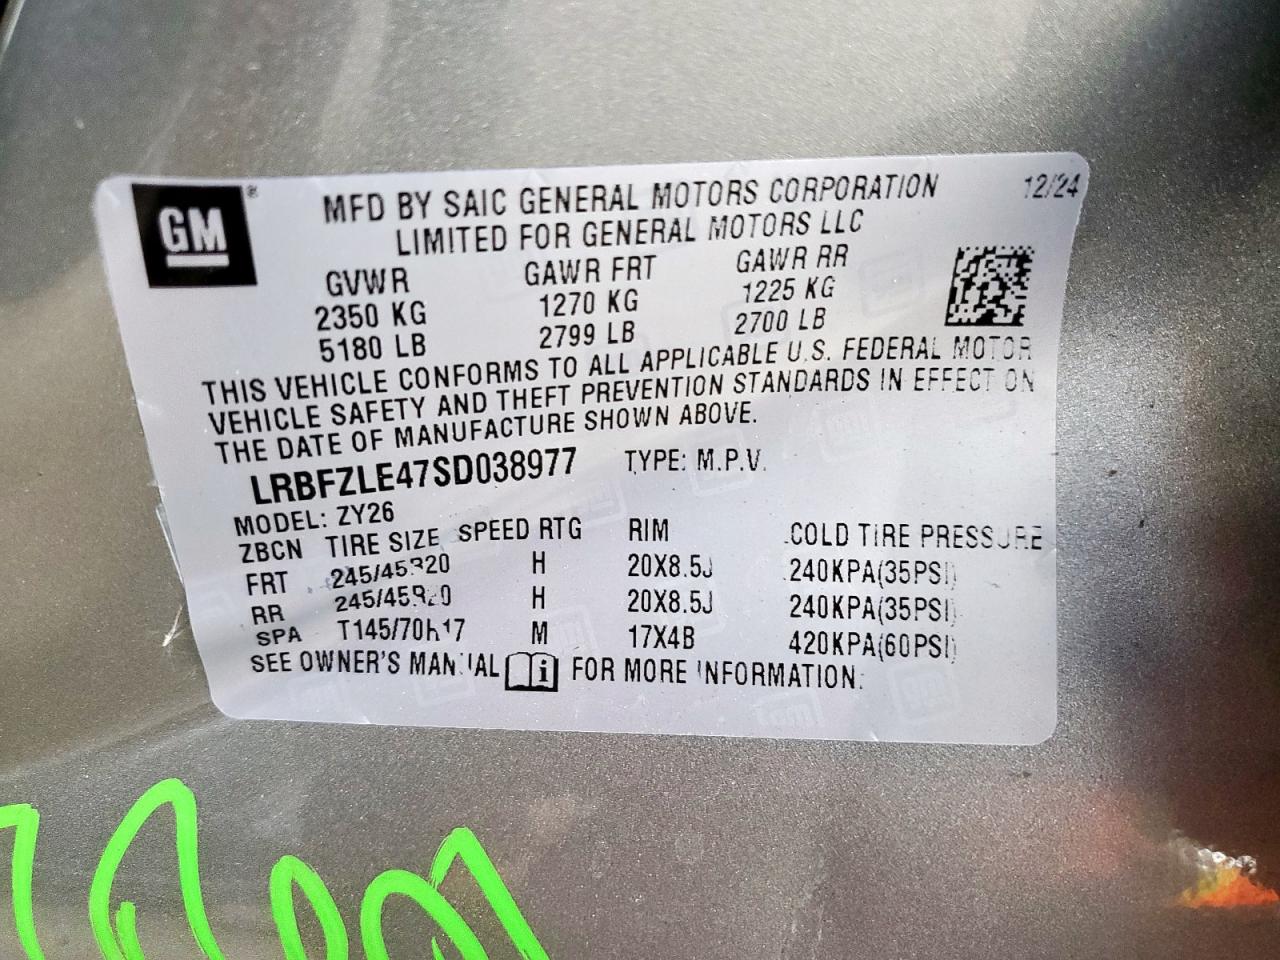 GM®
MFD BY SAIC GENERAL MOTORS CORPORATION 12/24
LIMITED FOR GENERAL MOTORS LLC
GVWR GAWR FRT GAWR RR
2350 KG 1270 KG 1225 KG
5180 LB 2799 LB 2700 LB
THIS VEHICLE CONFORMS TO ALL APPLICABLE U.S. FEDERAL MOTOR
VEHICLE SAFETY AND THEFT PREVENTION STANDARDS IN EFFECT ON
THE DATE OF MANUFACTURE SHOWN ABOVE.
LRBFZLE47SD038977 TYPE: M.P.V.
MODEL: ZY26
ZBCN TIRE SIZE SPEED RTG RIM COLD TIRE PRESSURE
FRT 245/45R20 H 20X8.5J 240KPA(35PSI)
RR 245/45R20 H 20X8.5J 240KPA(35PSI)
SPA T145/70R17 M 17X4B 420KPA(60PSI)
SEE OWNER'S MANUAL FOR MORE INFORMATION.